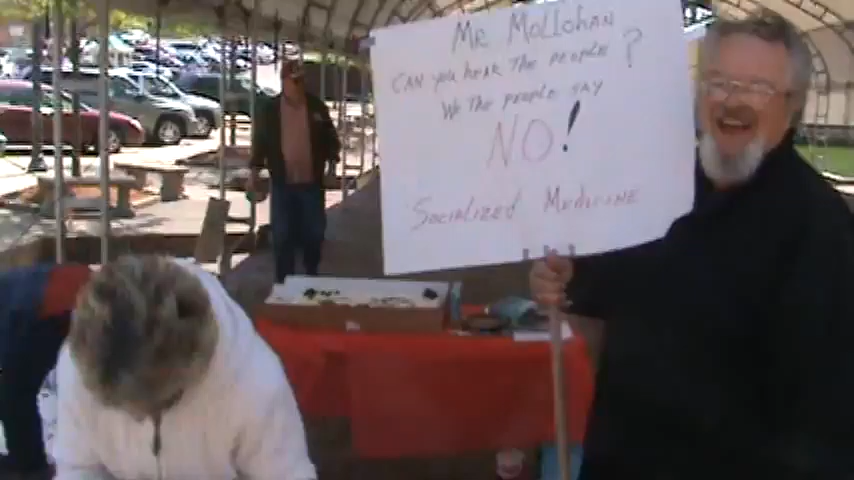 Mr Mollohan
Can you hear the people ?
We the people say
NO!
Socialized Medicine